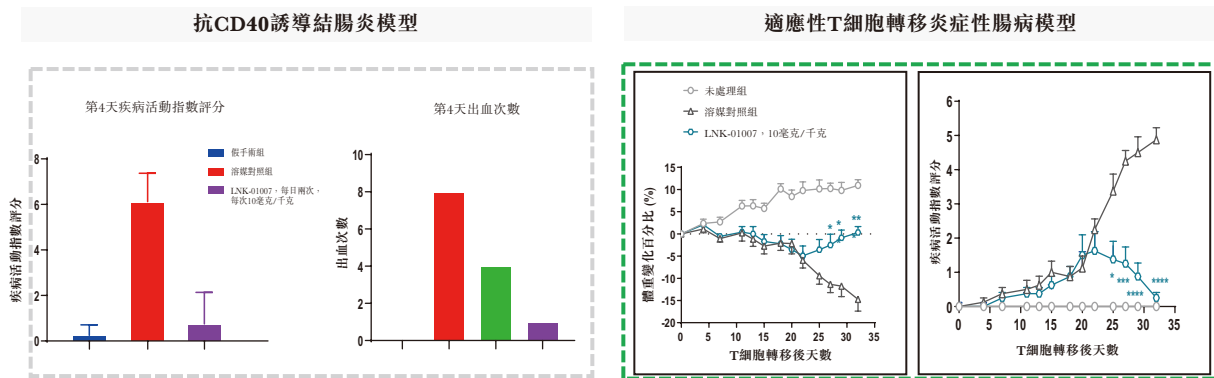 抗CD40誘導結腸炎模型
適應性T細胞轉移炎症性腸病模型
第4天疾病活動指數評分
假手術組
溶媒對照組
LNK-01007，每日兩次、
每次10毫克/千克
疾病活動指數評分
8
6
4
2
0
第4天出血次數
出血次數
10
8
6
4
2
0
未處理組
溶媒對照組
LNK-01007，10毫克/千克
體重變化百分比 (%)
15
10
5
0
-5
-10
-15
-20
* * **
0 5 10 15 20 25 30 35
T細胞轉移後天數
疾病活動指數評分
6
5
4
3
2
1
0
* *** **** ****
0 5 10 15 20 25 30 35
T細胞轉移後天數